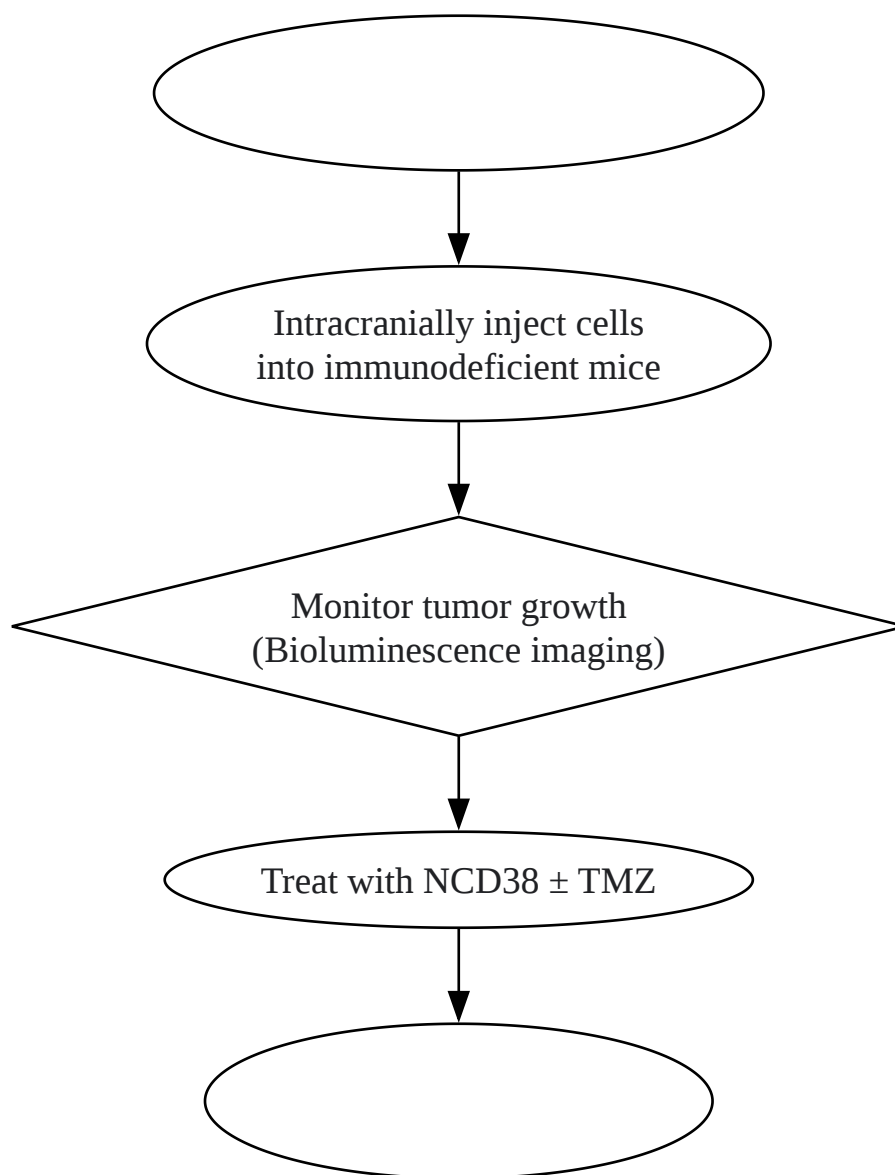 Intracranially inject cells
into immunodeficient mice
Monitor tumor growth
(Bioluminescence imaging)
Treat with NCD38 ± TMZ